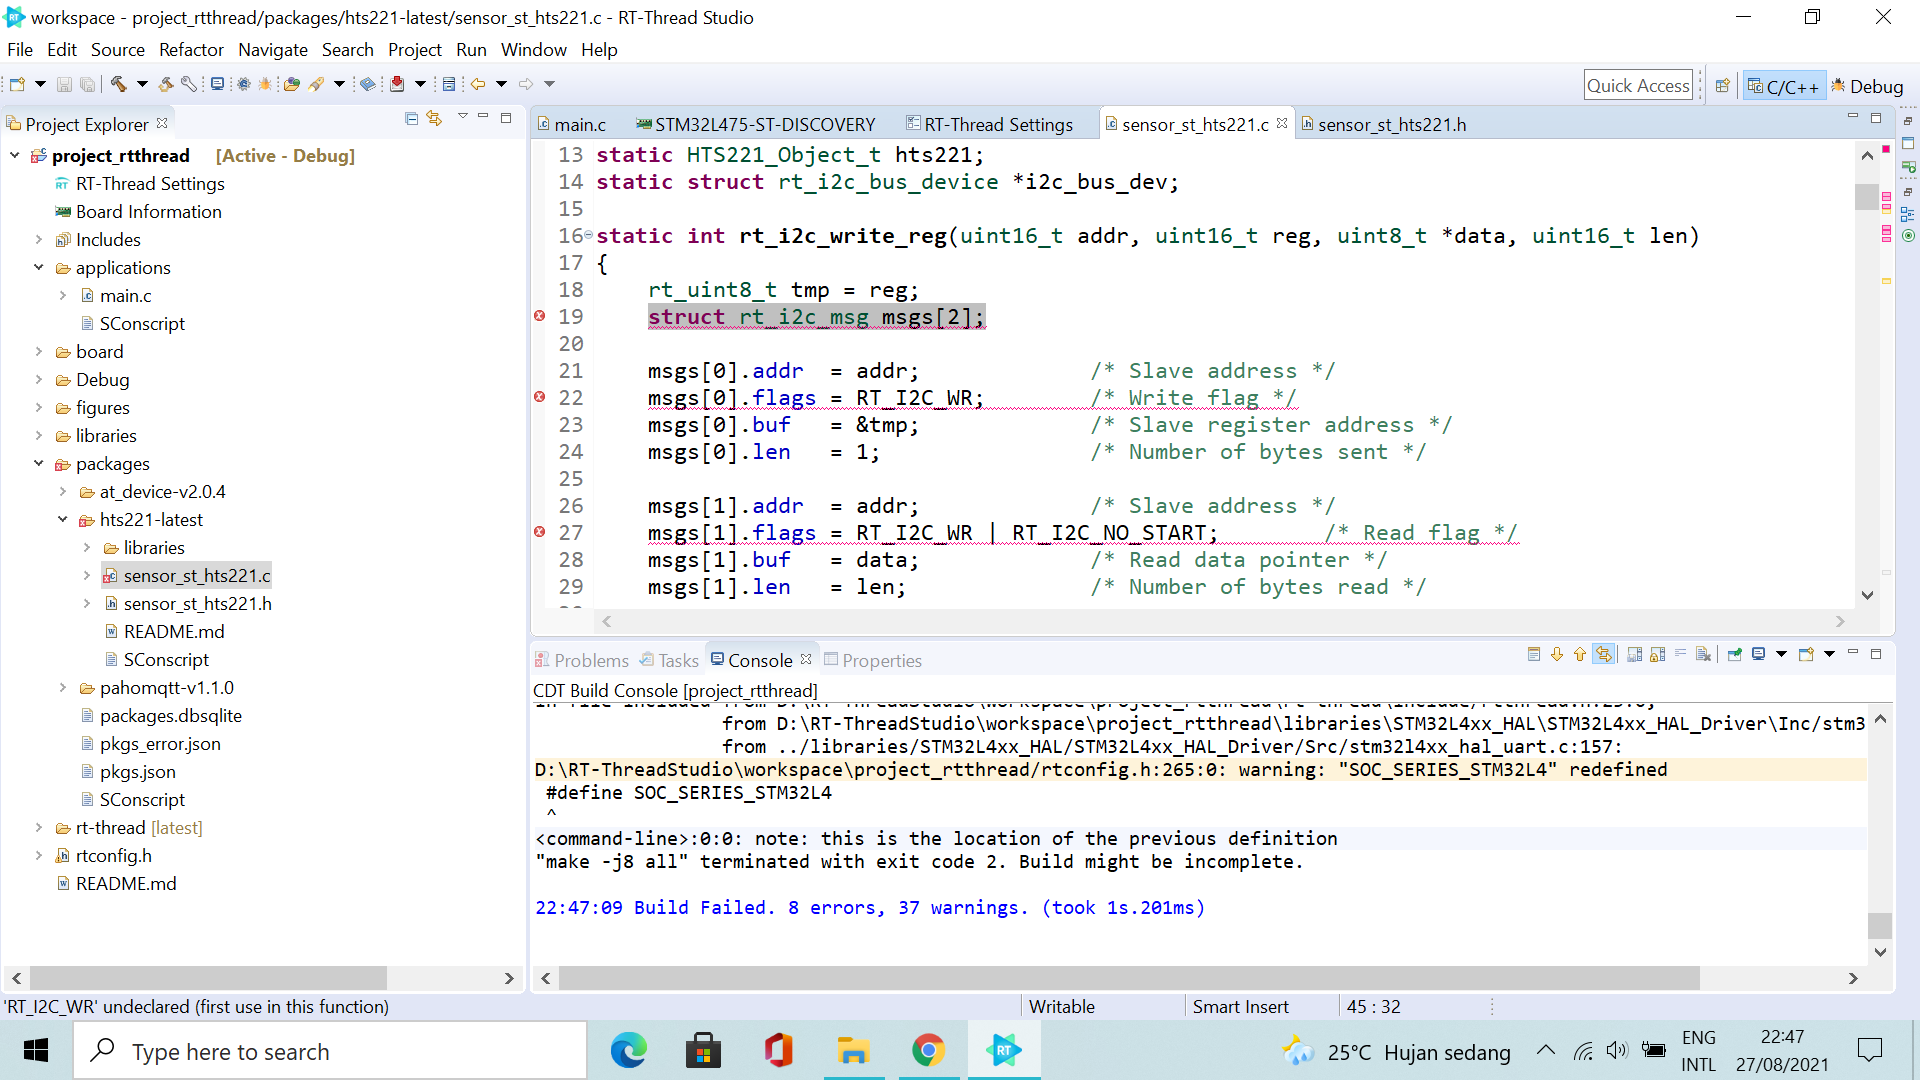 workspace - project_rtthread/packages/hts221-latest/sensor_st_hts221.c - RT-Thread Studio
File Edit Source Refactor Navigate Search Project Run Window Help
Quick Access
C/C++
Debug
Project Explorer
main.c
STM32L475-ST-DISCOVERY
RT-Thread Settings
sensor_st_hts221.c
sensor_st_hts221.h
project_rtthread [Active - Debug]
RT-Thread Settings
Board Information
Includes
applications
main.c
SConscript
board
Debug
figures
libraries
packages
at_device-v2.0.4
hts221-latest
libraries
sensor_st_hts221.c
sensor_st_hts221.h
README.md
SConscript
pahomqtt-v1.1.0
packages.dbsqlite
pkgs_error.json
pkgs.json
SConscript
rt-thread [latest]
rtconfig.h
README.md
13 static HTS221_Object_t hts221;
14 static struct rt_i2c_bus_device *i2c_bus_dev;
15
16 static int rt_i2c_write_reg(uint16_t addr, uint16_t reg, uint8_t *data, uint16_t len)
17 {
18 rt_uint8_t tmp = reg;
19 struct rt_i2c_msg msgs[2];
20
21 msgs[0].addr = addr; /* Slave address */
22 msgs[0].flags = RT_I2C_WR; /* Write flag */
23 msgs[0].buf = &tmp; /* Slave register address */
24 msgs[0].len = 1; /* Number of bytes sent */
25
26 msgs[1].addr = addr; /* Slave address */
27 msgs[1].flags = RT_I2C_WR | RT_I2C_NO_START; /* Read flag */
28 msgs[1].buf = data; /* Read data pointer */
29 msgs[1].len = len; /* Number of bytes read */
Problems Tasks Console Properties
CDT Build Console [project_rtthread]
from D:\RT-ThreadStudio\workspace\project_rtthread\libraries\STM32L4xx_HAL\STM32L4xx_HAL_Driver\Inc/stm3
from ../libraries/STM32L4xx_HAL/STM32L4xx_HAL_Driver/Src/stm32l4xx_hal_uart.c:157:
D:\RT-ThreadStudio\workspace\project_rtthread/rtconfig.h:265:0: warning: "SOC_SERIES_STM32L4" redefined
#define SOC_SERIES_STM32L4
^
<command-line>:0:0: note: this is the location of the previous definition
"make -j8 all" terminated with exit code 2. Build might be incomplete.
22:47:09 Build Failed. 8 errors, 37 warnings. (took 1s.201ms)
'RT_I2C_WR' undeclared (first use in this function)
Writable
Smart Insert
45 : 32
Type here to search
25°C Hujan sedang
ENG
INTL
22:47
27/08/2021